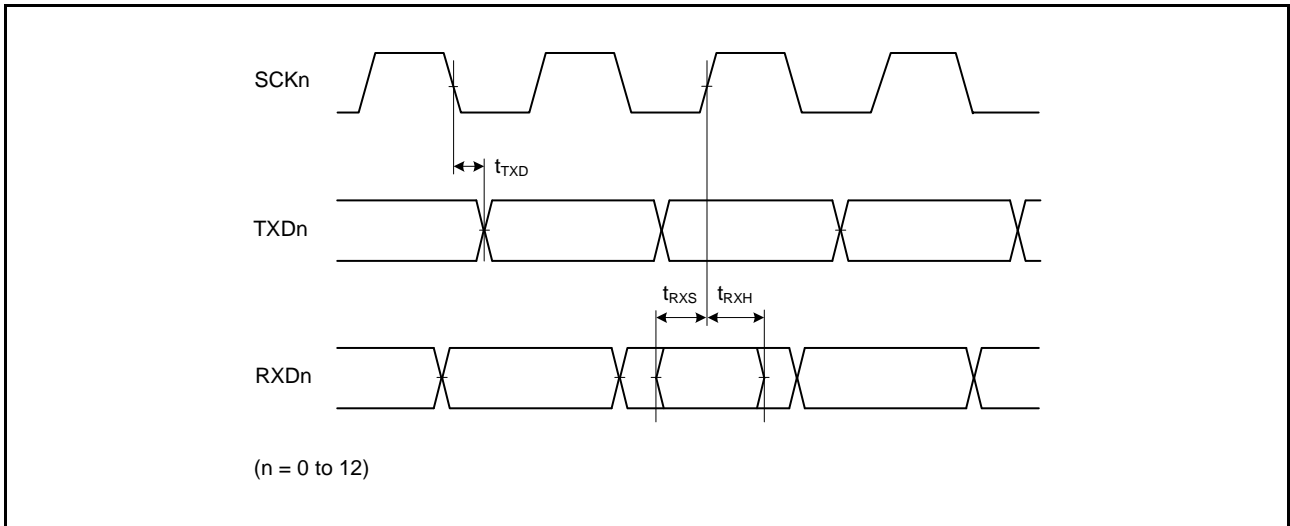 SCKn
tTXD
TXDn
tRXS tRXH
RXDn
(n = 0 to 12)